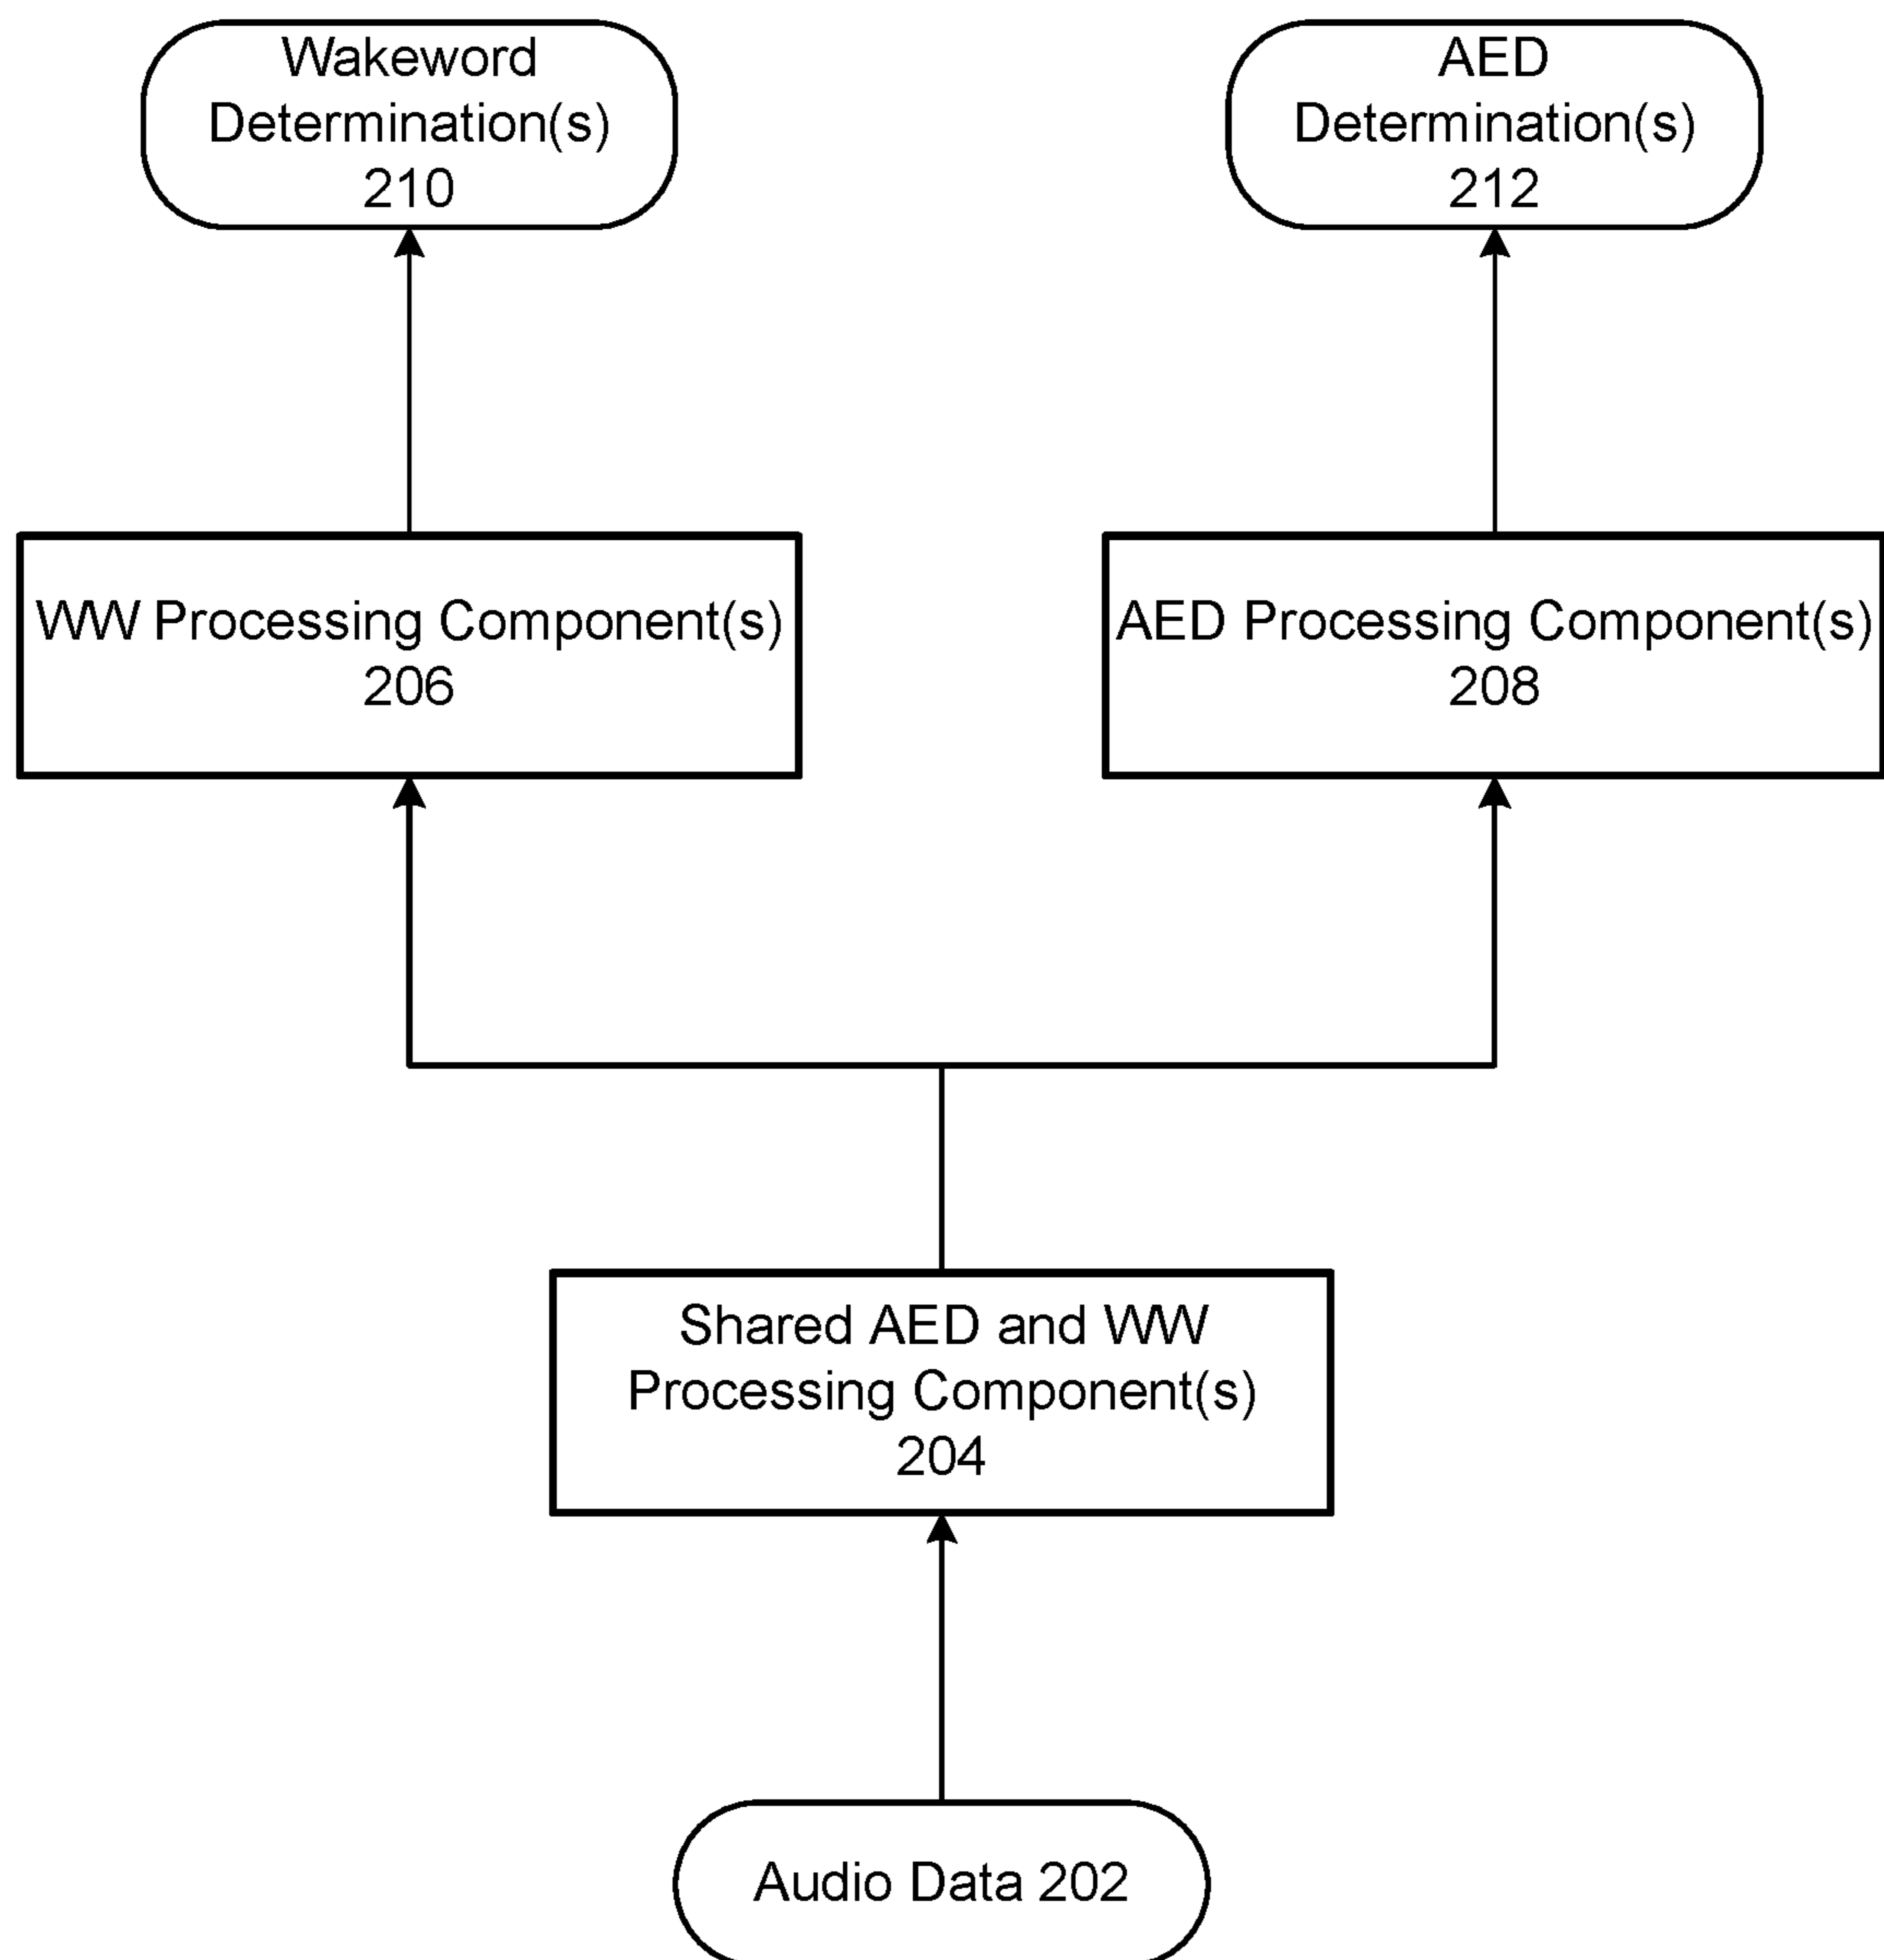 Wakeword
Determination(s)
210
AED
Determination(s)
212
WW Processing Component(s)
206
AED Processing Component(s)
208
Shared AED and WW
Processing Component(s)
204
Audio Data 202